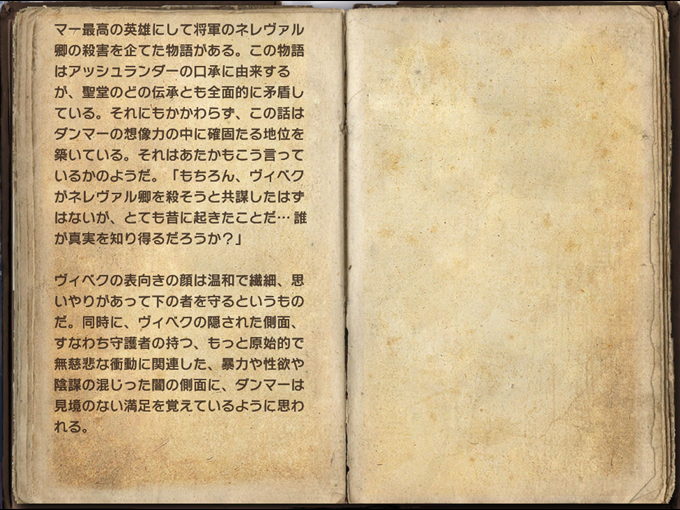 マー最高の英雄にして将軍のネレヴァル
卿の殺害を企てた物語がある。この物語
はアッシュランダーの口承に由来する
が、聖堂のどの伝承とも全面的に矛盾し
ている。それにもかかわらず、この話は
ダンマーの想像力の中に確固たる地位を
築いている。それはあたかもこう言って
いるかのようだ。「もちろん、ヴィベク
がネレヴァル卿を殺そうと共謀したはず
はないが、とても昔に起きたことだ… 誰
が真実を知り得るだろうか？」
ヴィベクの表向きの顔は温和で繊細、思
いやりがあって下の者を守るというもの
だ。同時に、ヴィベクの隠された側面、
すなわち守護者の持つ、もっと原始的で
無慈悲な衝動に関連した、暴力や性欲や
陰謀の混じった闇の側面に、ダンマーは
見境のない満足を覚えているように思わ
れる。